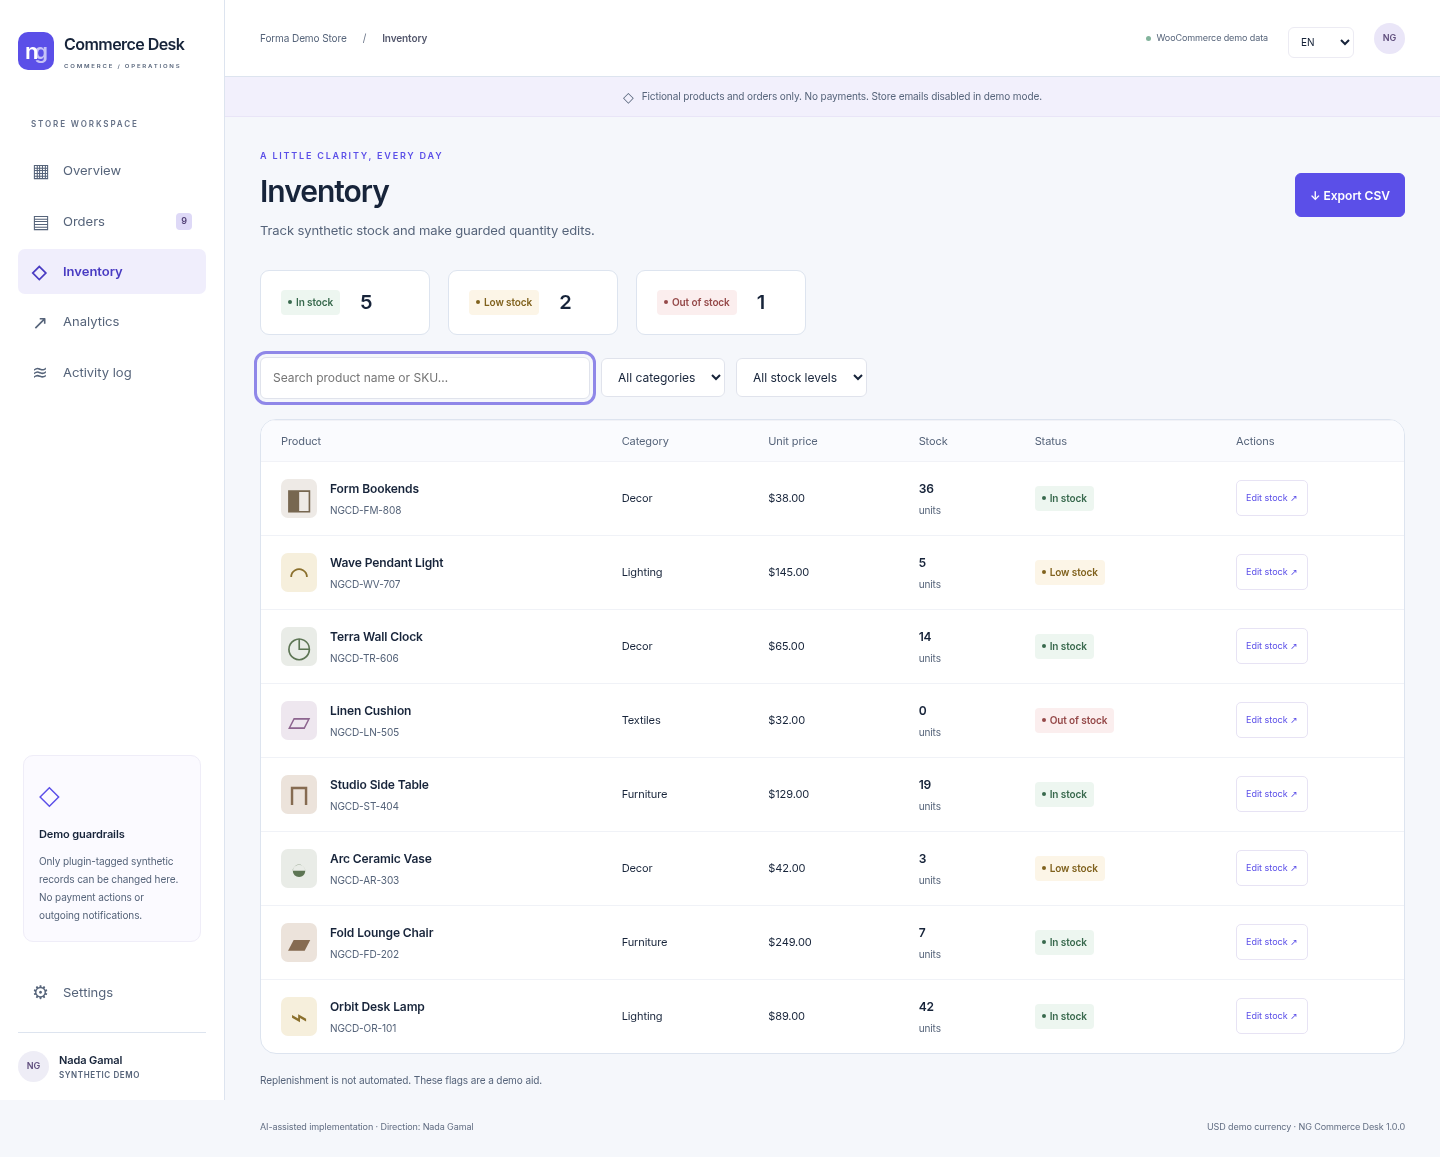 ng
Commerce Desk
COMMERCE / OPERATIONS
STORE WORKSPACE
Overview
Orders 9
Inventory
Analytics
Activity log
Demo guardrails
Only plugin-tagged synthetic
records can be changed here.
No payment actions or
outgoing notifications.
Settings
NG
Nada Gamal
SYNTHETIC DEMO
Forma Demo Store / Inventory
WooCommerce demo data
EN
NG
Fictional products and orders only. No payments. Store emails disabled in demo mode.
A LITTLE CLARITY, EVERY DAY
Inventory
Track synthetic stock and make guarded quantity edits.
↓ Export CSV
In stock 5
Low stock 2
Out of stock 1
Search product name or SKU...
All categories
All stock levels
Product Category Unit price Stock Status Actions
Form Bookends
NGCD-FM-808
Decor
$38.00
36
units
In stock
Edit stock ↗
Wave Pendant Light
NGCD-WV-707
Lighting
$145.00
5
units
Low stock
Edit stock ↗
Terra Wall Clock
NGCD-TR-606
Decor
$65.00
14
units
In stock
Edit stock ↗
Linen Cushion
NGCD-LN-505
Textiles
$32.00
0
units
Out of stock
Edit stock ↗
Studio Side Table
NGCD-ST-404
Furniture
$129.00
19
units
In stock
Edit stock ↗
Arc Ceramic Vase
NGCD-AR-303
Decor
$42.00
3
units
Low stock
Edit stock ↗
Fold Lounge Chair
NGCD-FD-202
Furniture
$249.00
7
units
In stock
Edit stock ↗
Orbit Desk Lamp
NGCD-OR-101
Lighting
$89.00
42
units
In stock
Edit stock ↗
Replenishment is not automated. These flags are a demo aid.
AI-assisted implementation · Direction: Nada Gamal
USD demo currency · NG Commerce Desk 1.0.0